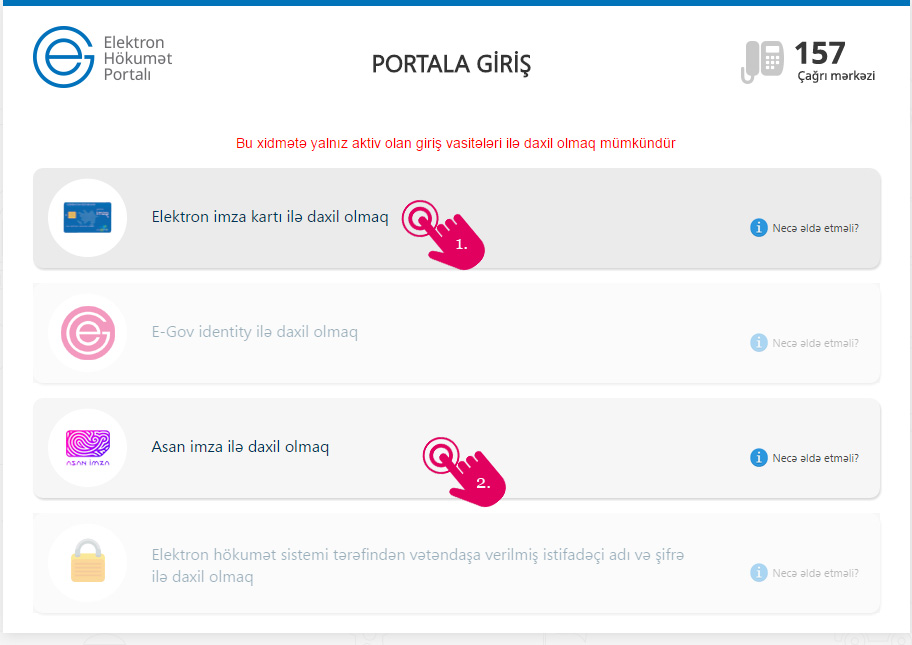 Elektron
Hökumət
Portalı
PORTALA GİRİŞ
157
Çağrı mərkəzi
Bu xidmətə yalnız aktiv olan giriş vasitələri ilə daxil olmaq mümkündür
Elektron imza kartı ilə daxil olmaq
1.
i Necə əldə etməli?
E-Gov identity ilə daxil olmaq
i Necə əldə etməli?
ASAN İMZA
Asan imza ilə daxil olmaq
2.
i Necə əldə etməli?
Elektron hökumət sistemi tərəfindən vətəndaşa verilmiş istifadəçi adı və şifrə
ilə daxil olmaq
i Necə əldə etməli?